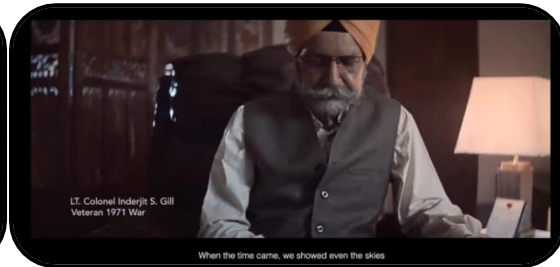 LT. Colonel Inderjit S. Gill
Veteran 1971 War
When the time came, we showed even the skies